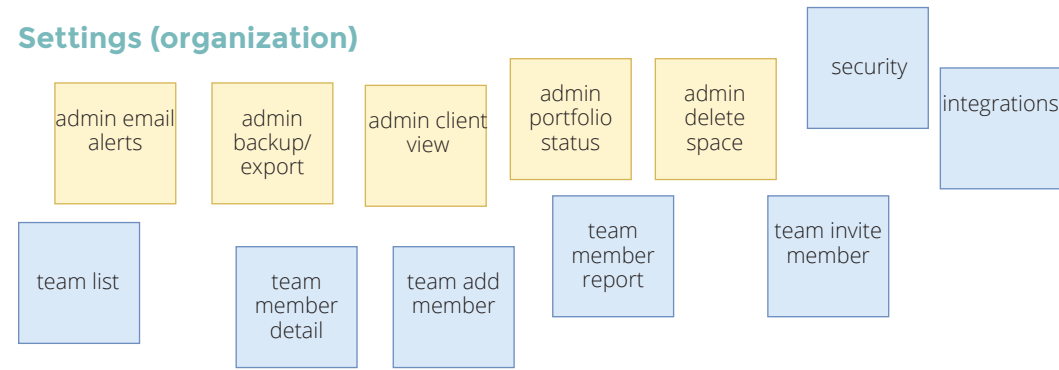 Settings (organization)
admin email
alerts
admin
backup/
export
admin client
view
admin
portfolio
status
admin
delete
space
security
integrations
team list
team
member
detail
team add
member
team
member
report
team invite
member